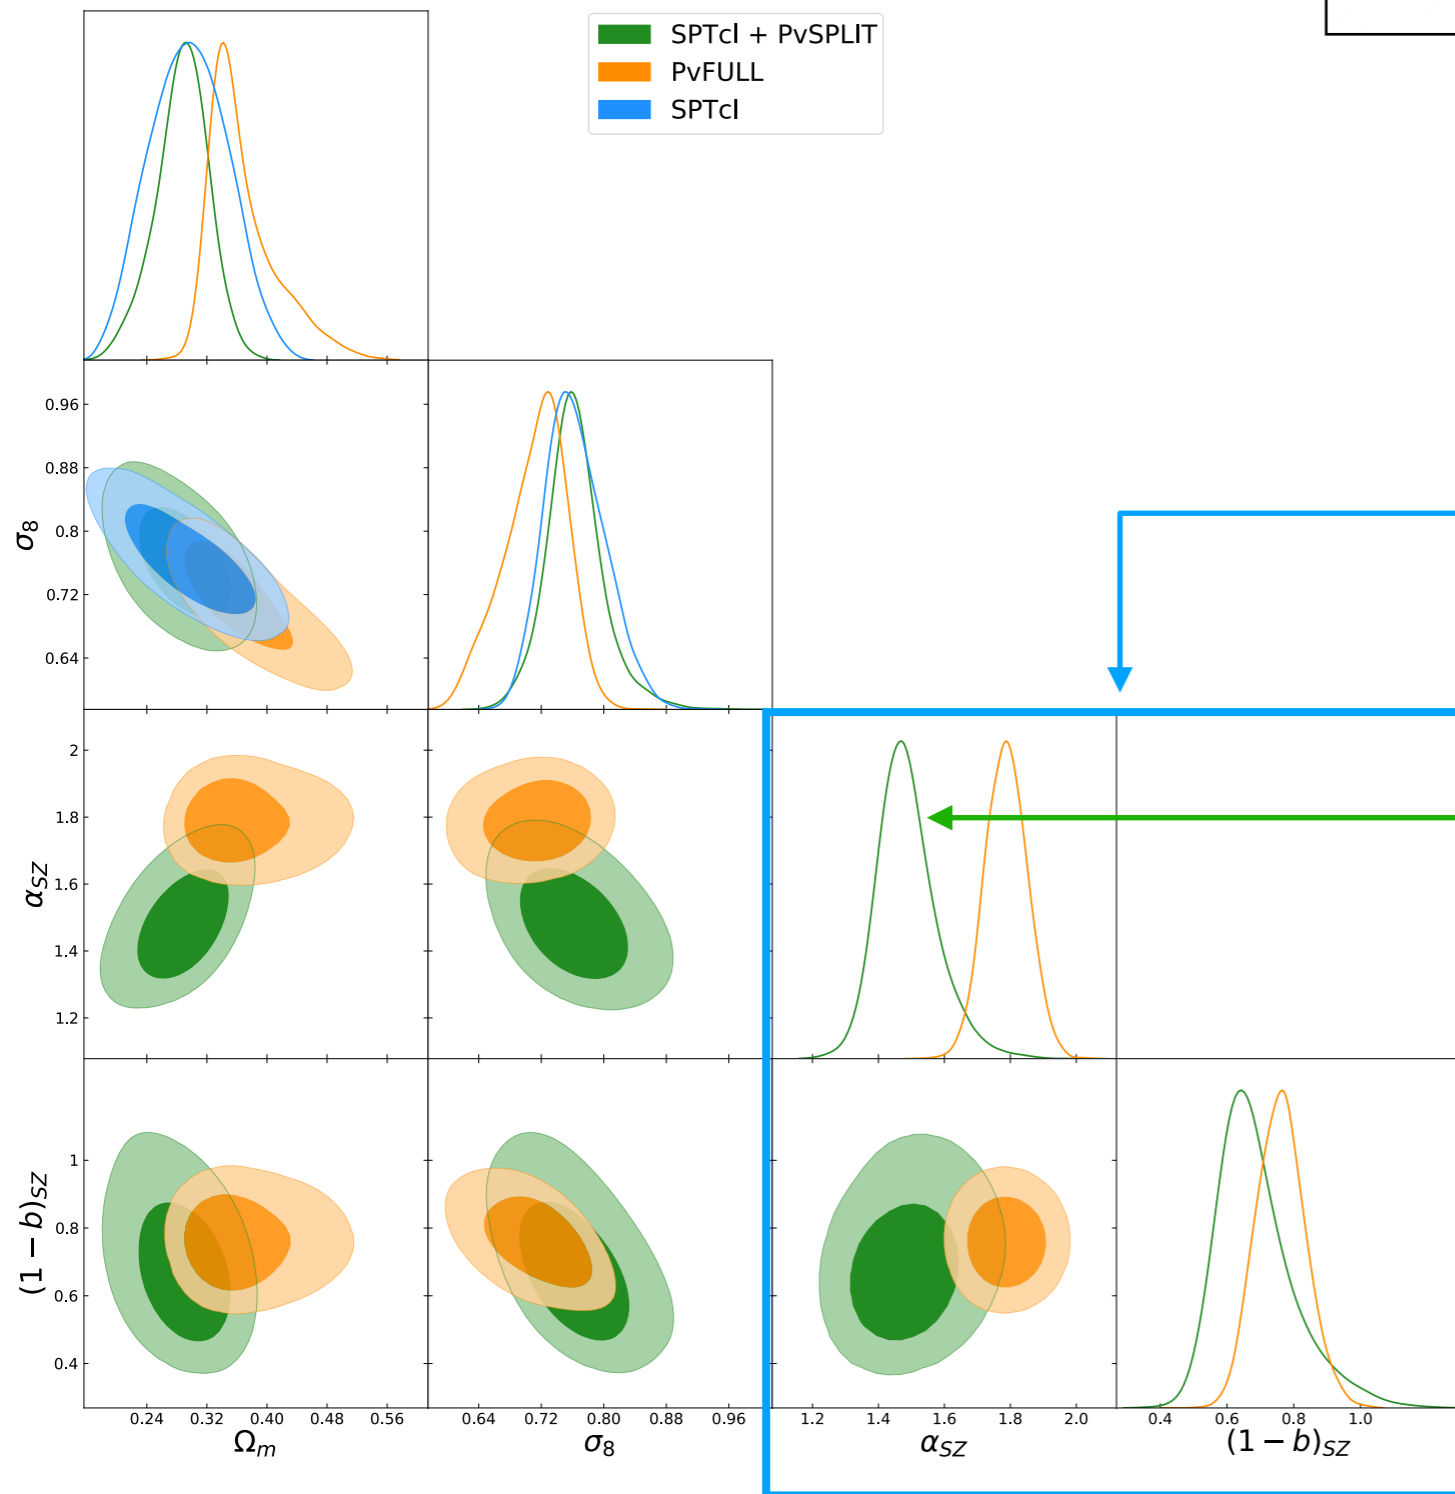 SPTcl + PvSPLIT
PvFULL
SPTcl
0.96
0.88
0.8
0.72
0.64
σ8
2
1.8
1.6
1.4
1.2
αSZ
1
0.8
0.6
0.4
(1 − b)SZ
0.24 0.32 0.40 0.48 0.56
0.64 0.72 0.80 0.88 0.96
1.2 1.4 1.6 1.8 2.0
0.4 0.6 0.8 1.0
Ωm
σ8
αSZ
(1 − b)SZ